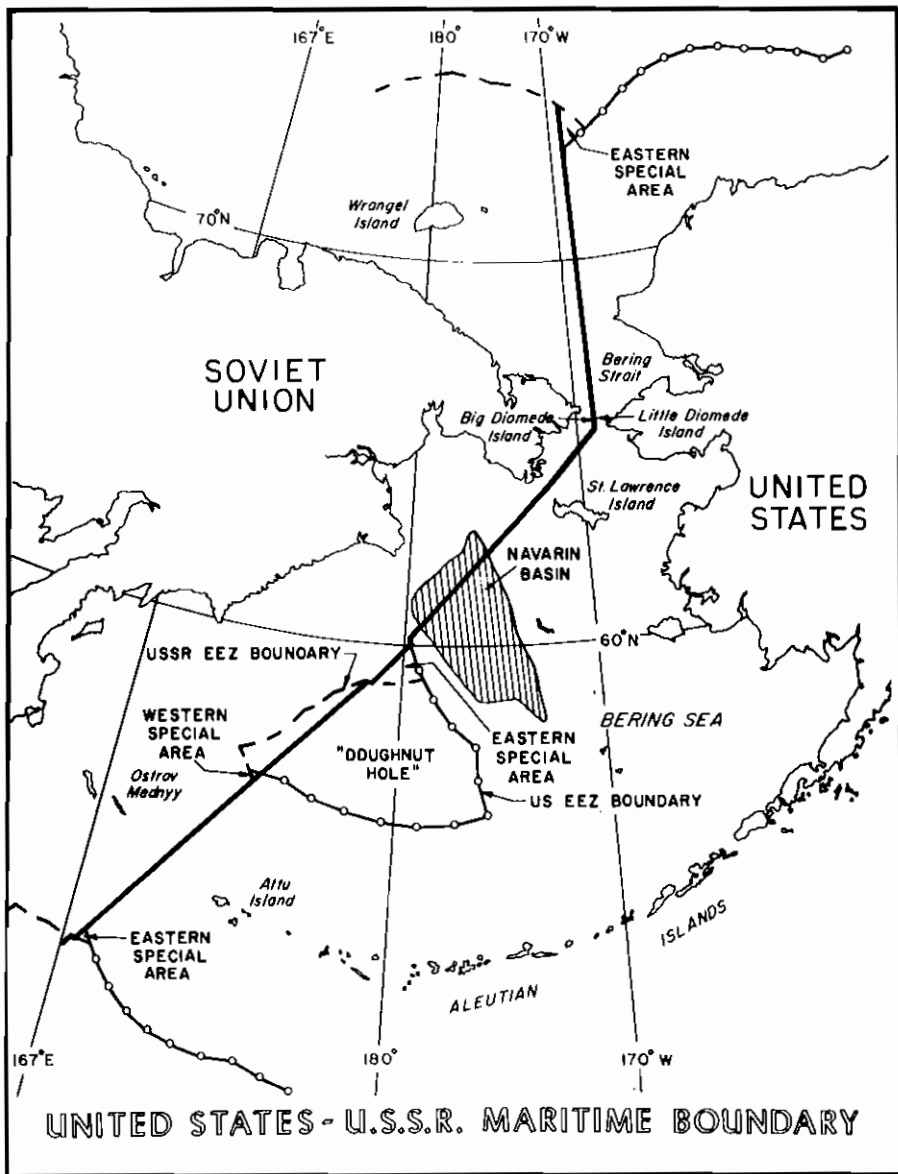 167°E
180°
170°W
EASTERN
SPECIAL
AREA
Wrangel
Island
70°N
SOVIET
UNION
Bering
Strait
Big Diomede
Island
Little Diomede
Island
St. Lawrence
Island
UNITED
STATES
NAVARIN
BASIN
60°N
USSR EEZ BOUNOARY
WESTERN
SPECIAL
AREA
BERING SEA
EASTERN
SPECIAL
AREA
"DOUGHNUT
HOLE"
Ostrov
Mednyy
US EEZ BOUNDARY
Attu
Island
EASTERN
SPECIAL
AREA
ALEUTIAN
ISLANDS
167°E
180°
170°W
UNITED STATES - U.S.S.R. MARITIME BOUNDARY